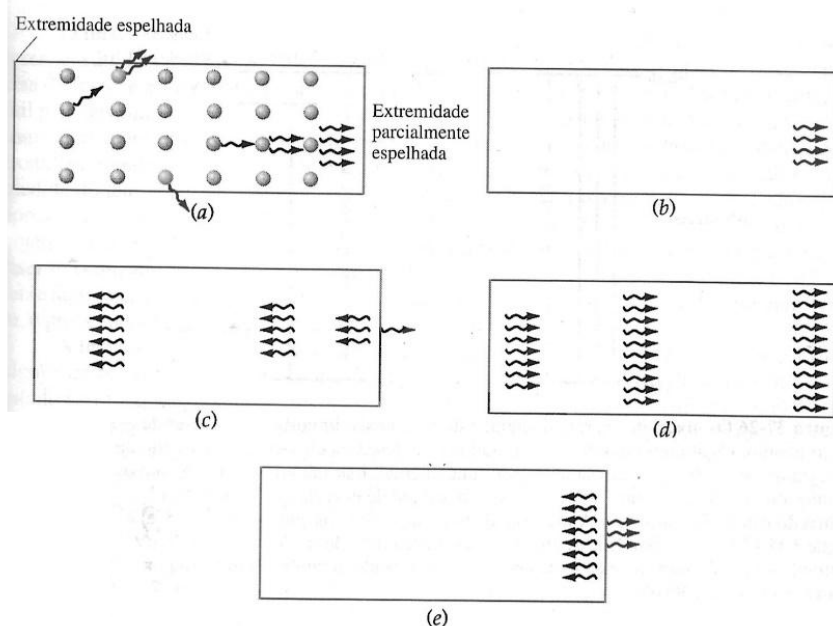 Extremidade espelhada
Extremidade
parcialmente
espelhada
(a)
(b)
(c)
(d)
(e)